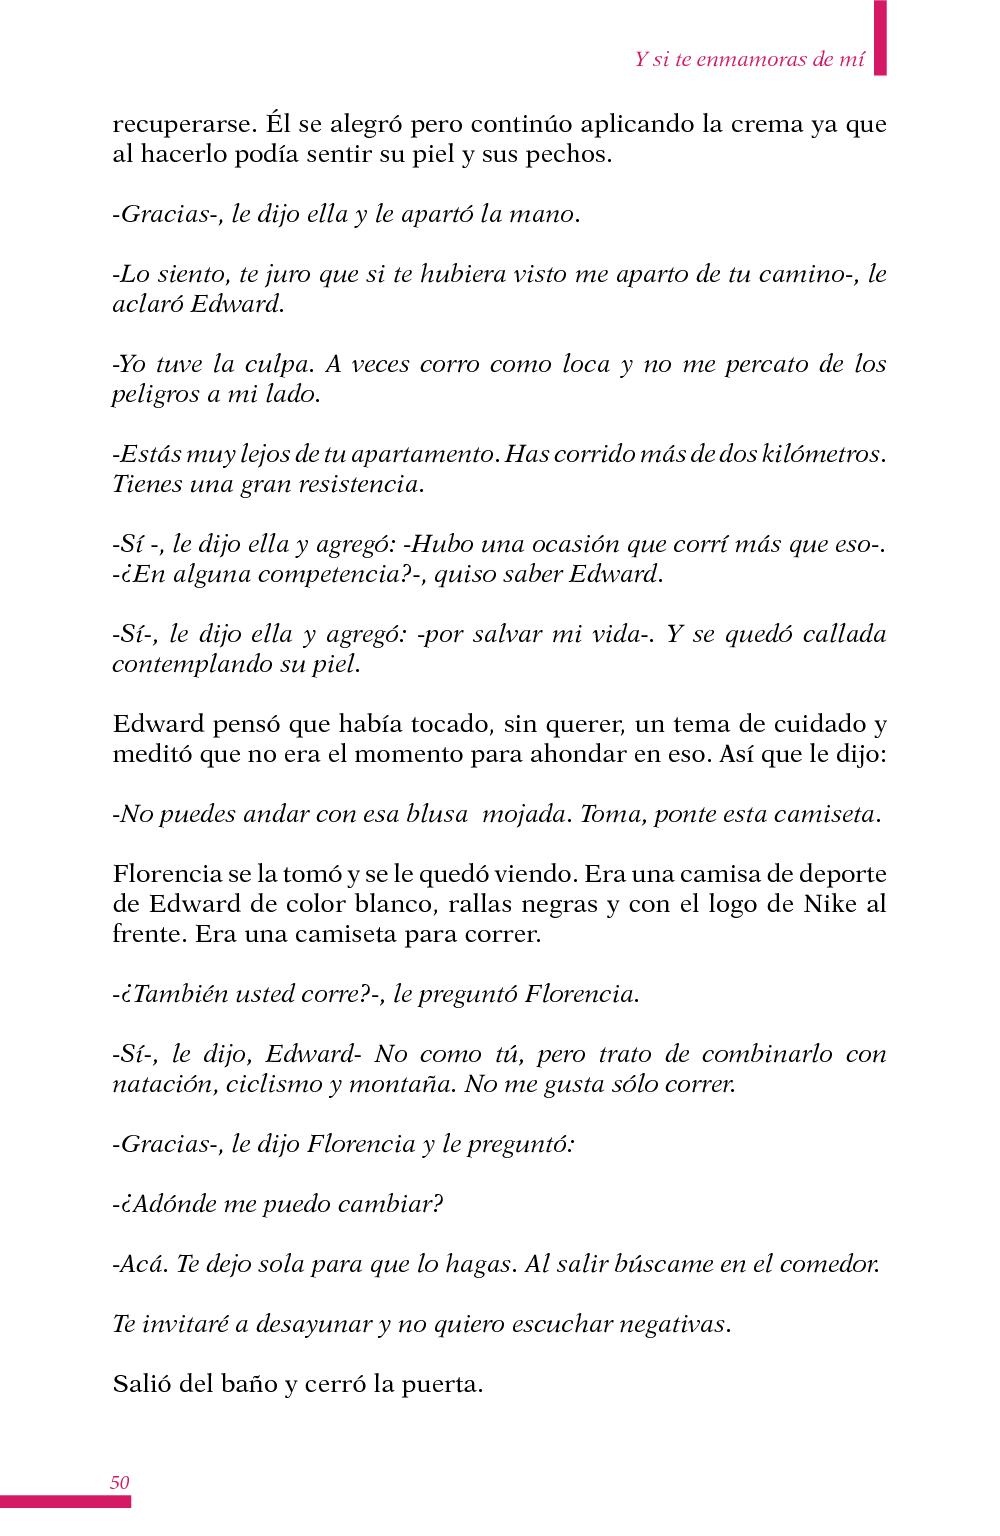 Y si te enmamoras de mí
recuperarse. Él se alegró pero continúo aplicando la crema ya que
al hacerlo podía sentir su piel y sus pechos.
-Gracias-, le dijo ella y le apartó la mano.
-Lo siento, te juro que si te hubiera visto me aparto de tu camino-, le
aclaró Edward.
-Yo tuve la culpa. A veces corro como loca y no me percato de los
peligros a mi lado.
-Estás muy lejos de tu apartamento. Has corrido más de dos kilómetros.
Tienes una gran resistencia.
-Sí -, le dijo ella y agregó: -Hubo una ocasión que corrí más que eso-.
-¿En alguna competencia?-, quiso saber Edward.
-Sí-, le dijo ella y agregó: -por salvar mi vida-. Y se quedó callada
contemplando su piel.
Edward pensó que había tocado, sin querer, un tema de cuidado y
meditó que no era el momento para ahondar en eso. Así que le dijo:
-No puedes andar con esa blusa  mojada. Toma, ponte esta camiseta.
Florencia se la tomó y se le quedó viendo. Era una camisa de deporte
de Edward de color blanco, rallas negras y con el logo de Nike al
frente. Era una camiseta para correr.
-¿También usted corre?-, le preguntó Florencia.
-Sí-, le dijo, Edward- No como tú, pero trato de combinarlo con
natación, ciclismo y montaña. No me gusta sólo correr.
-Gracias-, le dijo Florencia y le preguntó:
-¿Adónde me puedo cambiar?
-Acá. Te dejo sola para que lo hagas. Al salir búscame en el comedor.
Te invitaré a desayunar y no quiero escuchar negativas.
Salió del baño y cerró la puerta.
50